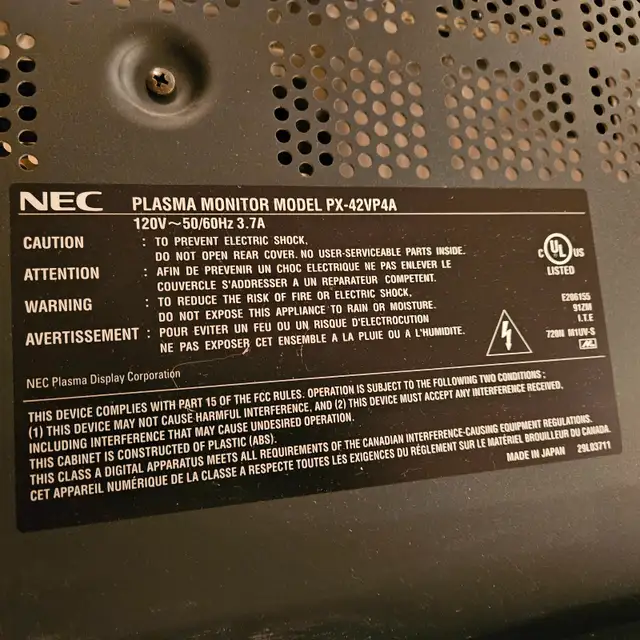 NEC PLASMA MONITOR MODEL PX-42VP4A
120V~50/60Hz 3.7A
CAUTION : TO PREVENT ELECTRIC SHOCK,
DO NOT OPEN REAR COVER. NO USER-SERVICEABLE PARTS INSIDE.
ATTENTION : AFIN DE PREVENIR UN CHOC ELECTRIQUE NE PAS ENLEVER LE
COUVERCLE S'ADDRESSER A UN REPARATEUR COMPETENT.
WARNING : TO REDUCE THE RISK OF FIRE OR ELECTRIC SHOCK,
DO NOT EXPOSE THIS APPLIANCE TO RAIN OR MOISTURE.
AVERTISSEMENT : POUR EVITER UN FEU OU UN RISQUE D'ELECTROCUTION
NE PAS EXPOSER CET ENSEMBLE A LA PLUIE OU A L'HUMIDITE.
C UL US
LISTED
E206155
91ZM
I.T.E
720H M1UV-S
NEC Plasma Display Corporation
THIS DEVICE COMPLIES WITH PART 15 OF THE FCC RULES. OPERATION IS SUBJECT TO THE FOLLOWING TWO CONDITIONS :
(1) THIS DEVICE MAY NOT CAUSE HARMFUL INTERFERENCE, AND (2) THIS DEVICE MUST ACCEPT ANY INTERFERENCE RECEIVED,
INCLUDING INTERFERENCE THAT MAY CAUSE UNDESIRED OPERATION.
THIS CABINET IS CONSTRUCTED OF PLASTIC (ABS).
THIS CLASS A DIGITAL APPARATUS MEETS ALL REQUIREMENTS OF THE CANADIAN INTERFERENCE-CAUSING EQUIPMENT REGULATIONS.
CET APPAREIL NUMÉRIQUE DE LA CLASSE A RESPECTE TOUTES LES EXIGENCES DU RÉGLEMENT SUR LE MATÉRIEL BROUILLEUR DU CANADA.
MADE IN JAPAN 29L03711